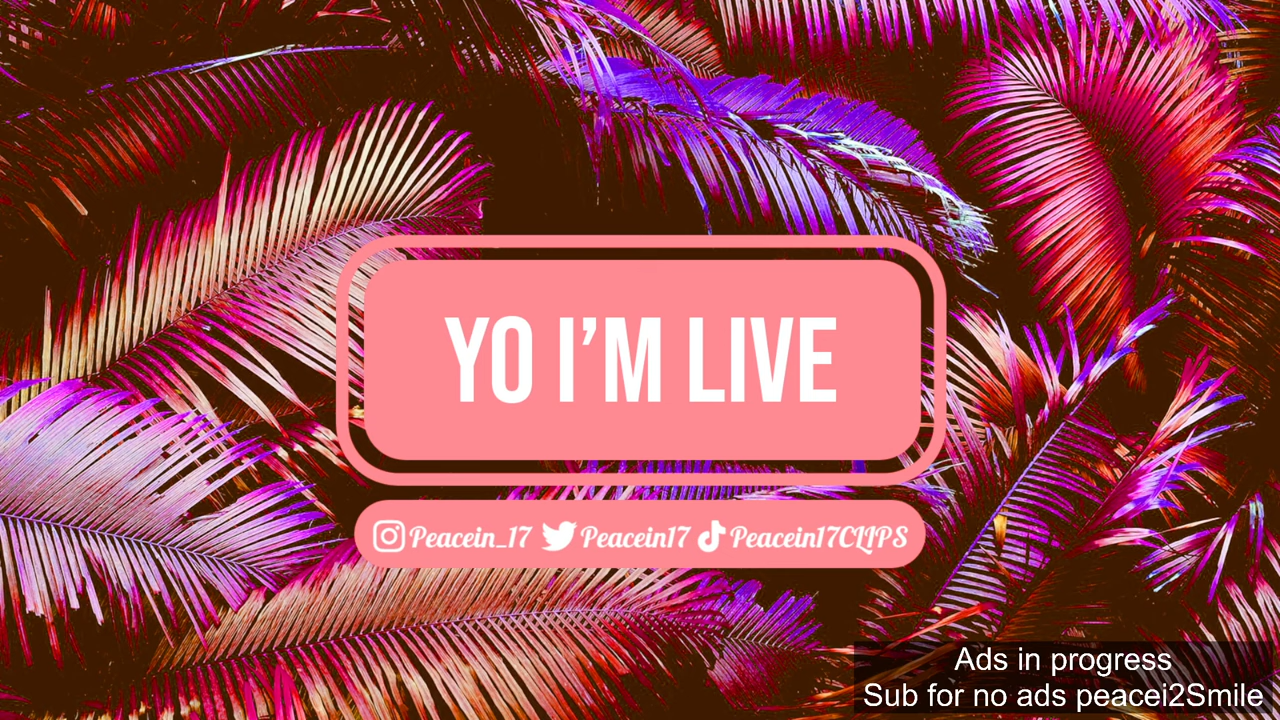 YO I’M LIVE
Peacein_17 Peacein17 Peacein17CLIPS
Ads in progress
Sub for no ads peacei2Smile